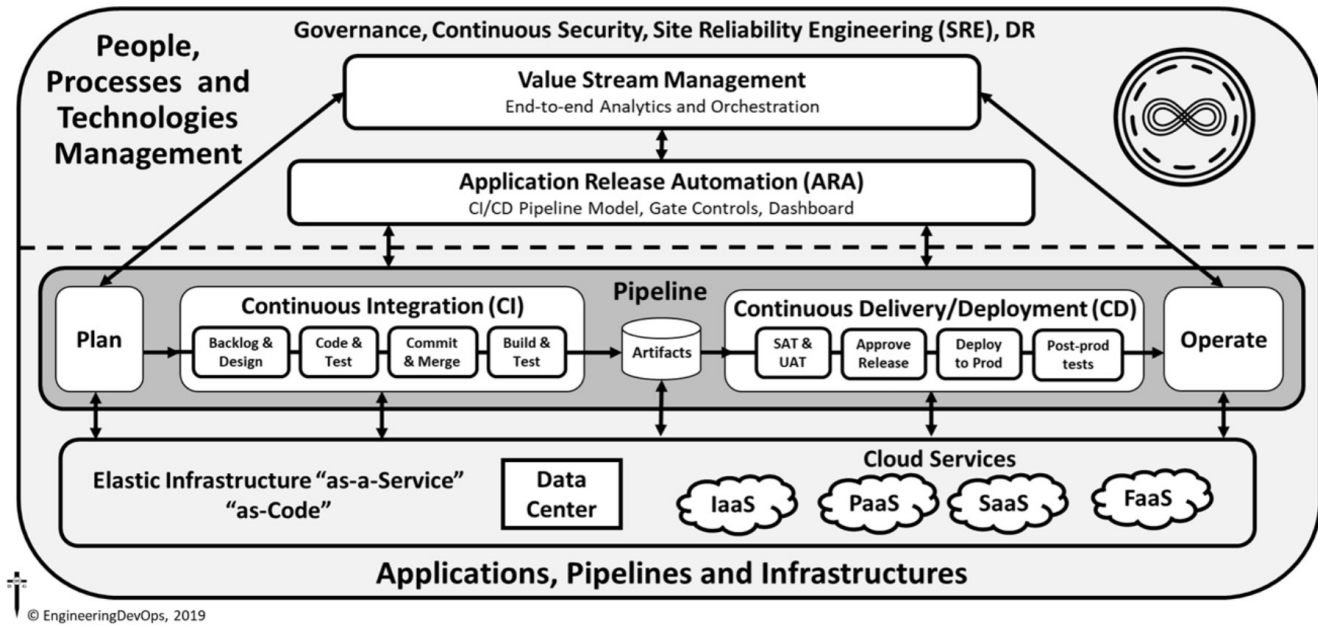 Governance, Continuous Security, Site Reliability Engineering (SRE), DR
People,
Processes and
Technologies
Management
Value Stream Management
End-to-end Analytics and Orchestration
Application Release Automation (ARA)
CI/CD Pipeline Model, Gate Controls, Dashboard
Pipeline
Plan
Continuous Integration (CI)
Backlog &
Design
Code &
Test
Commit
& Merge
Build &
Test
Artifacts
Continuous Delivery/Deployment (CD)
SAT &
UAT
Approve
Release
Deploy
to Prod
Post-prod
tests
Operate
Elastic Infrastructure “as-a-Service”
“as-Code”
Data
Center
Cloud Services
IaaS
PaaS
SaaS
FaaS
Applications, Pipelines and Infrastructures
© EngineeringDevOps, 2019